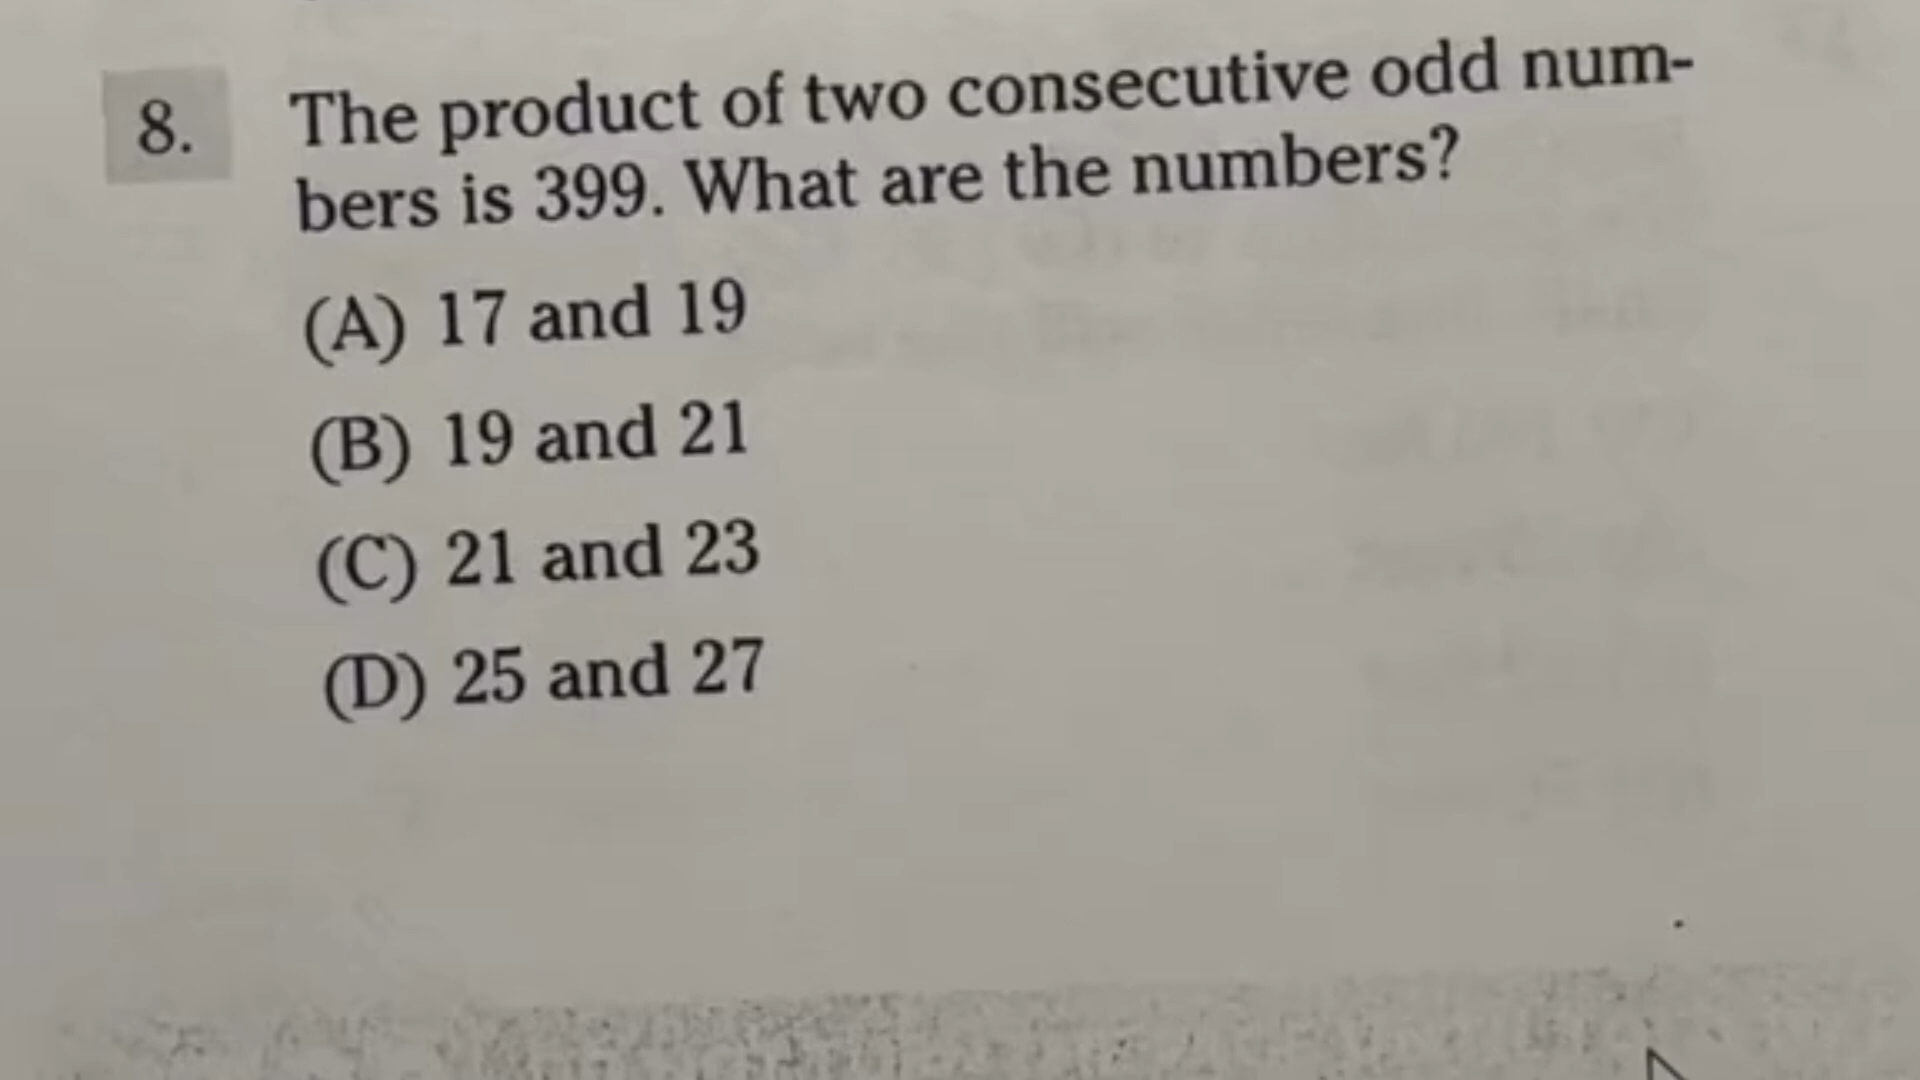 8. The product of two consecutive odd num-
bers is 399. What are the numbers?
(A) 17 and 19
(B) 19 and 21
(C) 21 and 23
(D) 25 and 27